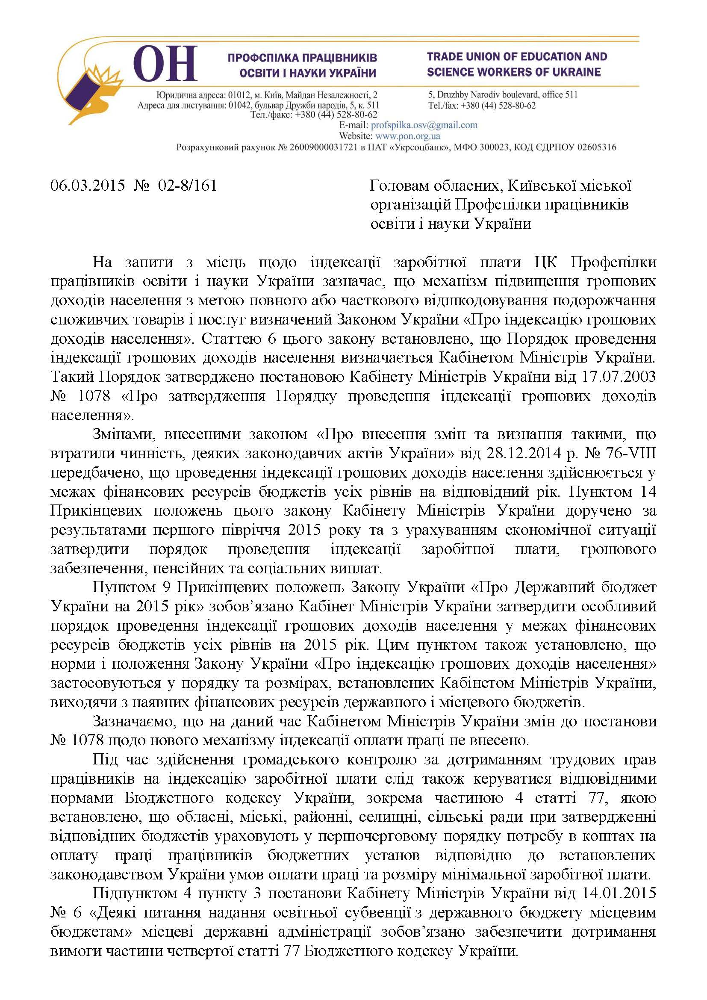 ОН
ПРОФСПІЛКА ПРАЦІВНИКІВ
ОСВІТИ І НАУКИ УКРАЇНИ
TRADE UNION OF EDUCATION AND
SCIENCE WORKERS OF UKRAINE
Юридична адреса: 01012, м. Київ, Майдан Незалежності, 2
Адреса для листування: 01042, бульвар Дружби народів, 5, к. 511
Тел./факс: +380 (44) 528-80-62
5, Druzhby Narodiv boulevard, office 511
Tel./fax: +380 (44) 528-80-62
E-mail: profspilka.osv@gmail.com
Website: www.pon.org.ua
Розрахунковий рахунок № 26009000031721 в ПАТ «Укрсоцбанк», МФО 300023, КОД ЄДРПОУ 02605316
06.03.2015 № 02-8/161
Головам обласних, Київської міської
організацій Профспілки працівників
освіти і науки України
На запити з місць щодо індексації заробітної плати ЦК Профспілки
працівників освіти і науки України зазначає, що механізм підвищення грошових
доходів населення з метою повного або часткового відшкодовування подорожчання
споживчих товарів і послуг визначений Законом України «Про індексацію грошових
доходів населення». Статтею 6 цього закону встановлено, що Порядок проведення
індексації грошових доходів населення визначається Кабінетом Міністрів України.
Такий Порядок затверджено постановою Кабінету Міністрів України від 17.07.2003
№ 1078 «Про затвердження Порядку проведення індексації грошових доходів
населення».
Змінами, внесеними законом «Про внесення змін та визнання такими, що
втратили чинність, деяких законодавчих актів України» від 28.12.2014 р. № 76-VIII
передбачено, що проведення індексації грошових доходів населення здійснюється у
межах фінансових ресурсів бюджетів усіх рівнів на відповідний рік. Пунктом 14
Прикінцевих положень цього закону Кабінету Міністрів України доручено за
результатами першого півріччя 2015 року та з урахуванням економічної ситуації
затвердити порядок проведення індексації заробітної плати, грошового
забезпечення, пенсійних та соціальних виплат.
Пунктом 9 Прикінцевих положень Закону України «Про Державний бюджет
України на 2015 рік» зобов’язано Кабінет Міністрів України затвердити особливий
порядок проведення індексації грошових доходів населення у межах фінансових
ресурсів бюджетів усіх рівнів на 2015 рік. Цим пунктом також установлено, що
норми і положення Закону України «Про індексацію грошових доходів населення»
застосовуються у порядку та розмірах, встановлених Кабінетом Міністрів України,
виходячи з наявних фінансових ресурсів державного і місцевого бюджетів.
Зазначаємо, що на даний час Кабінетом Міністрів України змін до постанови
№ 1078 щодо нового механізму індексації оплати праці не внесено.
Під час здійснення громадського контролю за дотриманням трудових прав
працівників на індексацію заробітної плати слід також керуватися відповідними
нормами Бюджетного кодексу України, зокрема частиною 4 статті 77, якою
встановлено, що обласні, міські, районні, селищні, сільські ради при затвердженні
відповідних бюджетів ураховують у першочерговому порядку потребу в коштах на
оплату праці працівників бюджетних установ відповідно до встановлених
законодавством України умов оплати праці та розміру мінімальної заробітної плати.
Підпунктом 4 пункту 3 постанови Кабінету Міністрів України від 14.01.2015
№ 6 «Деякі питання надання освітньої субвенції з державного бюджету місцевим
бюджетам» місцеві державні адміністрації зобов’язано забезпечити дотримання
вимоги частини четвертої статті 77 Бюджетного кодексу України.